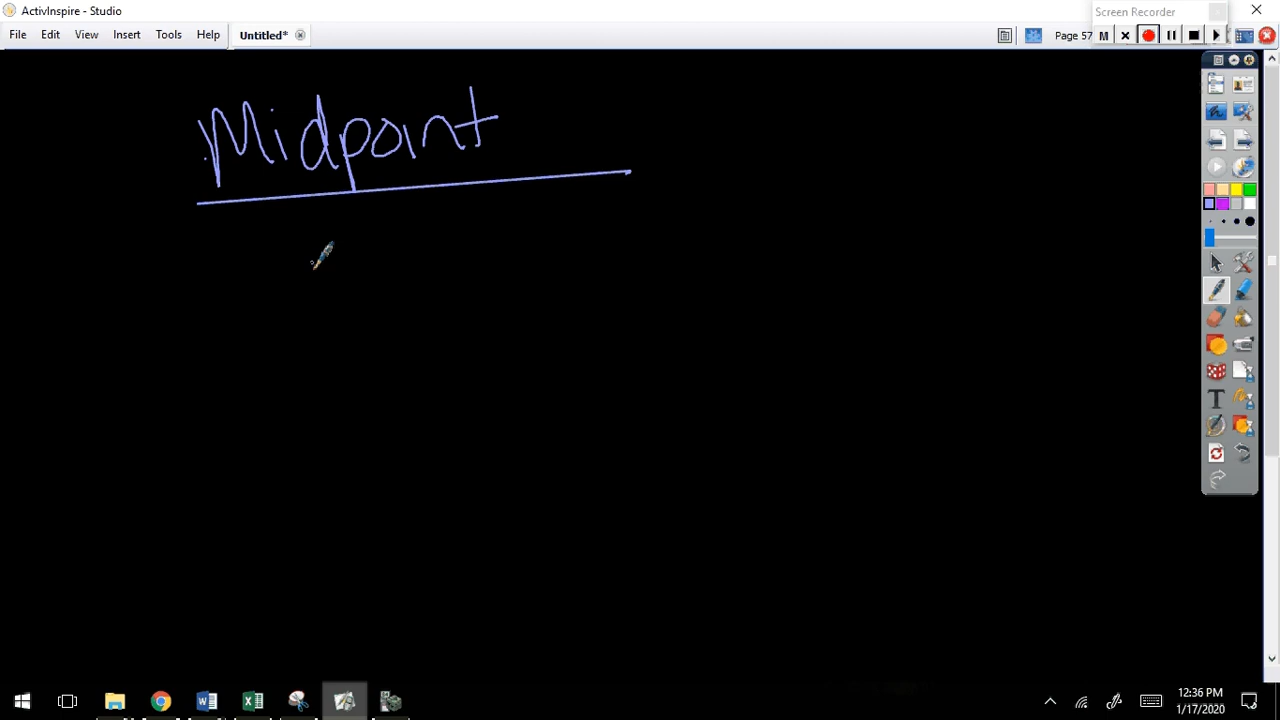 ActivInspire - Studio
Screen Recorder
File Edit View Insert Tools Help Untitled* Page 57 M
Midpoint
12:36 PM
1/17/2020